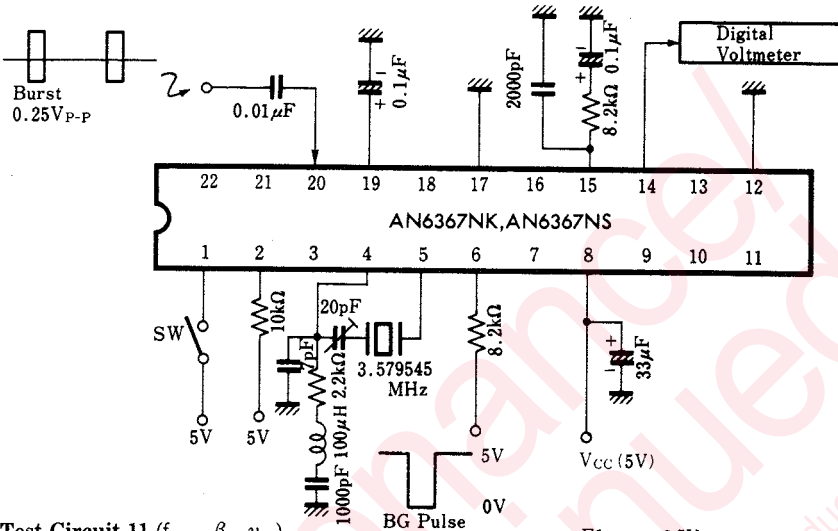 Burst
0.25VP-P
0.01μF
0.1μF
+
-
2000pF
0.1μF
+
-
8.2kΩ
Digital
Voltmeter
22 21 20 19 18 17 16 15 14 13 12
AN6367NK, AN6367NS
1 2 3 4 5 6 7 8 9 10 11
SW
5V
10kΩ
5V
20pF
7pF
2.2kΩ
100μH
1000pF
3.579545
MHz
8.2kΩ
5V
0V
BG Pulse
+
-
33μF
VCC (5V)
Test Circuit 11